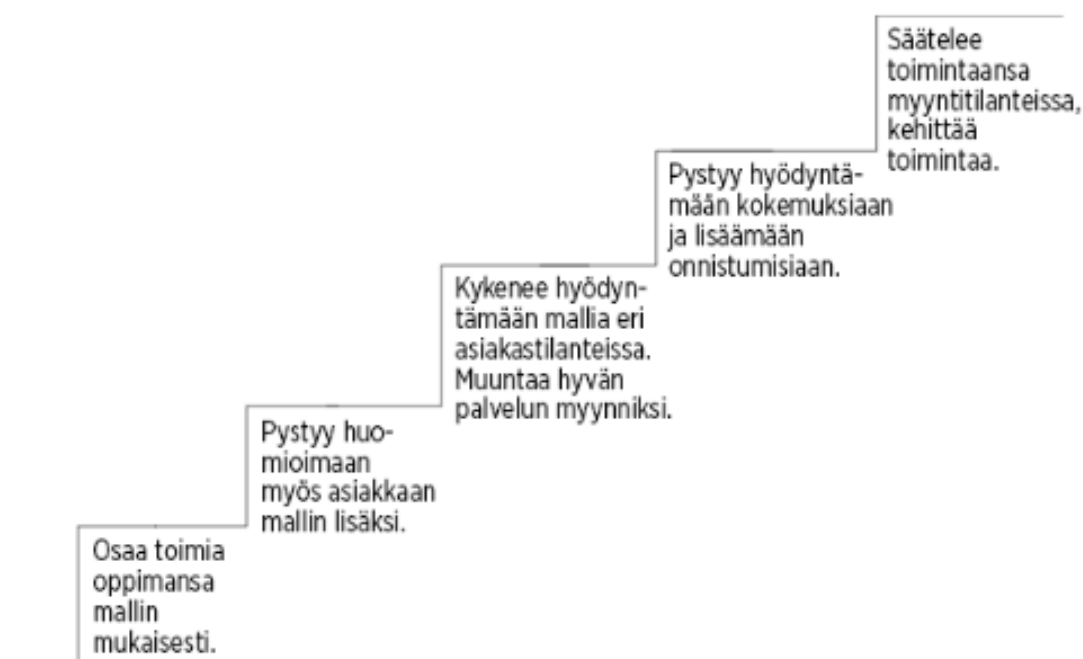 Säätelee
toimintaansa
myyntitilanteissa,
kehittää
toimintaa.
Pystyy hyödyntä-
mään kokemuksiaan
ja lisäämään
onnistumisiaan.
Kykenee hyödyn-
tämään mallia eri
asiakastilanteissa.
Muuntaa hyvän
palvelun myynniksi.
Pystyy huo-
mioimaan
myös asiakkaan
mallin lisäksi.
Osaa toimia
oppimansa
mallin
mukaisesti.